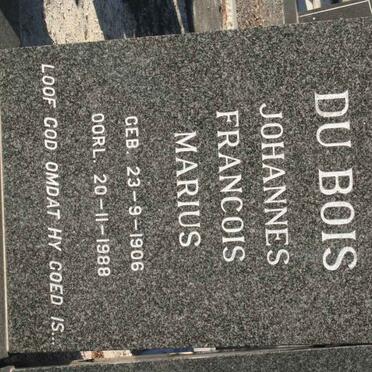 DU BOIS
JOHANNES
FRANCOIS
MARIUS
GEB. 23-9-1906
OORL. 20-11-1988
LOOF GOD OMDAT HY GOED IS...